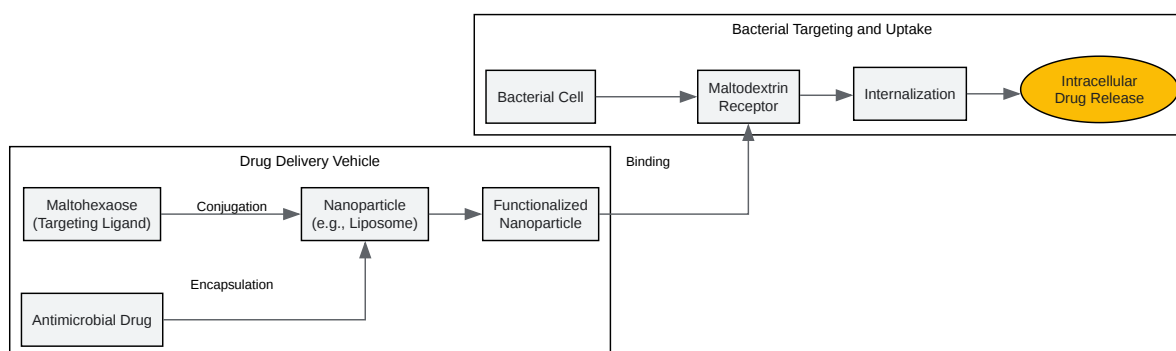 Bacterial Targeting and Uptake
Bacterial Cell
Maltodextrin
Receptor
Internalization
Intracellular
Drug Release
Drug Delivery Vehicle
Binding
Maltohexaose
(Targeting Ligand)
Conjugation
Nanoparticle
(e.g., Liposome)
Functionalized
Nanoparticle
Encapsulation
Antimicrobial Drug